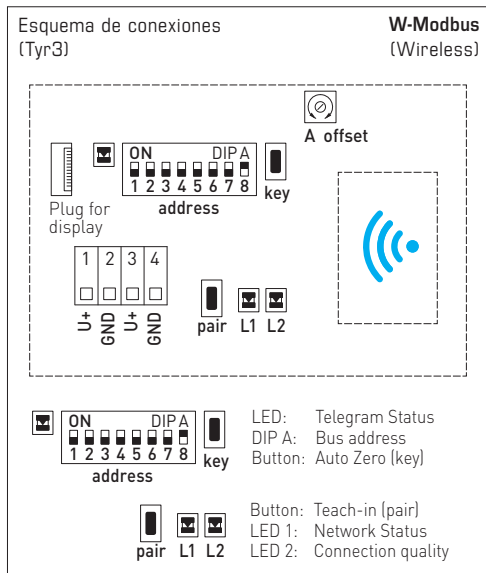 Esquema de conexiones
(Tyr3)
W-Modbus
(Wireless)
A offset
ON DIP A
1 2 3 4 5 6 7 8
address
key
Plug for
display
1 2 3 4
U+ GND U+ GND
pair L1 L2
ON DIP A
1 2 3 4 5 6 7 8
address
key
LED: Telegram Status
DIP A: Bus address
Button: Auto Zero (key)
pair L1 L2
Button: Teach-in (pair)
LED 1: Network Status
LED 2: Connection quality